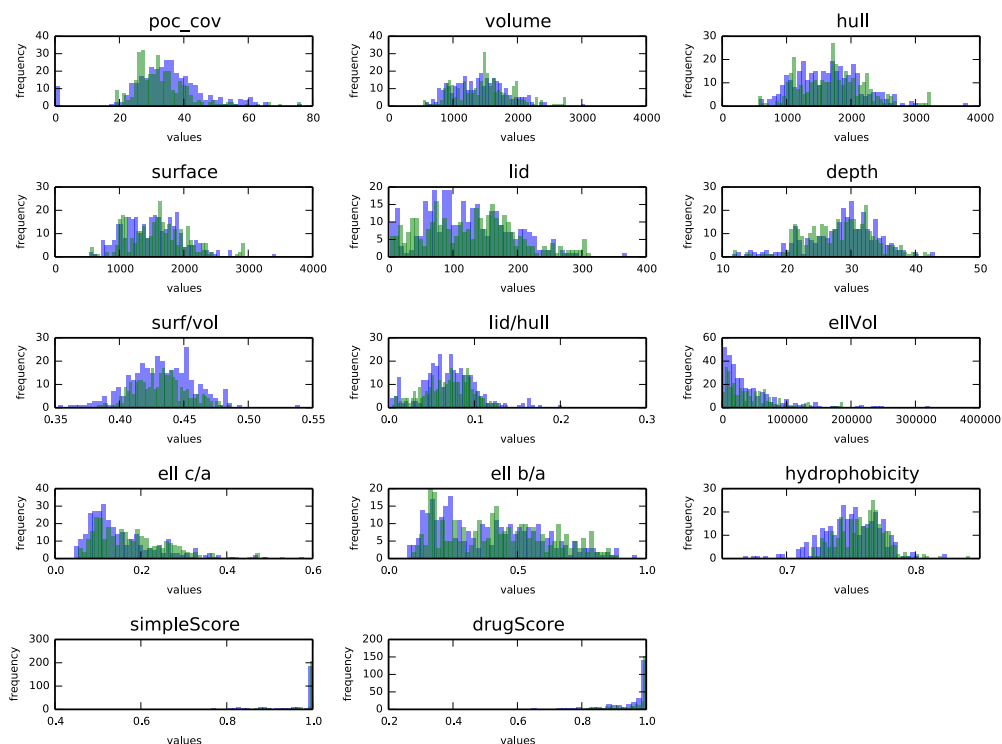 poc_cov
volume
hull
frequency
40
30
20
10
0
0 20 40 60 80
values
frequency
40
30
20
10
0
0 1000 2000 3000 4000
values
frequency
30
20
10
0
0 1000 2000 3000 4000
values
surface
lid
depth
frequency
30
20
10
0
0 1000 2000 3000 4000
values
frequency
20
15
10
5
0
0 100 200 300 400
values
frequency
30
20
10
0
10 20 30 40 50
values
surf/vol
lid/hull
ellVol
frequency
30
20
10
0
0.35 0.40 0.45 0.50 0.55
values
frequency
30
20
10
0
0.0 0.1 0.2 0.3
values
frequency
60
40
20
0
0 100000 200000 300000 400000
values
ell c/a
ell b/a
hydrophobicity
frequency
40
30
20
10
0
0.0 0.2 0.4 0.6
values
frequency
20
15
10
5
0
0.0 0.5 1.0
values
frequency
30
20
10
0
0.7 0.8
values
simpleScore
drugScore
frequency
300
200
100
0
0.4 0.6 0.8 1.0
values
frequency
200
150
100
50
0
0.2 0.4 0.6 0.8 1.0
values